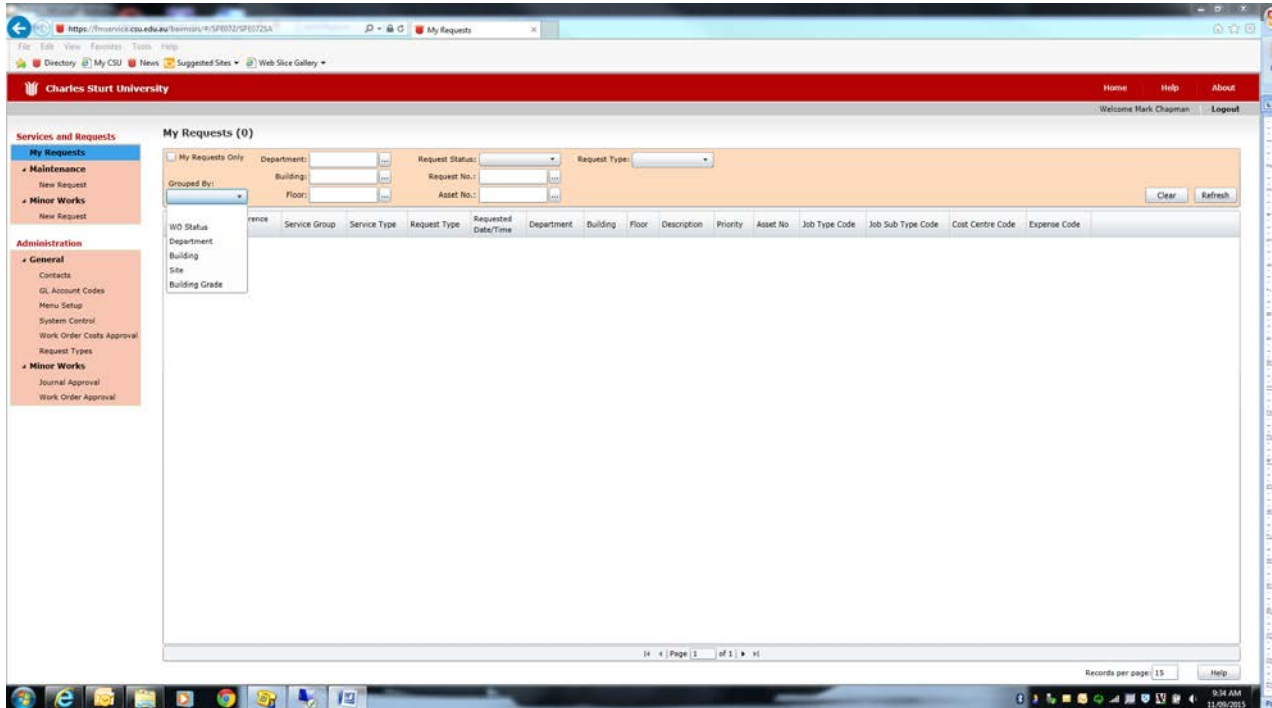 https://fmservice.csu.edu.au
My Requests
File Edit View Favorites Tools Help
Directory My CSU News Suggested Sites Web Slice Gallery
Charles Sturt University
Home Help About
Welcome Mark Chapman Logout
Services and Requests
My Requests
Maintenance
New Request
Minor Works
New Request
Administration
General
Contacts
GL Account Codes
Menu Setup
System Control
Work Order Costs Approval
Request Types
Minor Works
Journal Approval
Work Order Approval
My Requests (0)
My Requests Only Department: ... Request Status: Request Type:
Building: ... Request No.: ...
Grouped By:
Floor: ... Asset No.: ...
Clear Refresh
Service Group Service Type Request Type Requested Date/Time Department Building Floor Description Priority Asset No Job Type Code Job Sub Type Code Cost Centre Code Expense Code
WO Status
Department
Building
Site
Building Grade
Page 1 of 1
Records per page: 15 Help
9:34 AM
11/09/2015